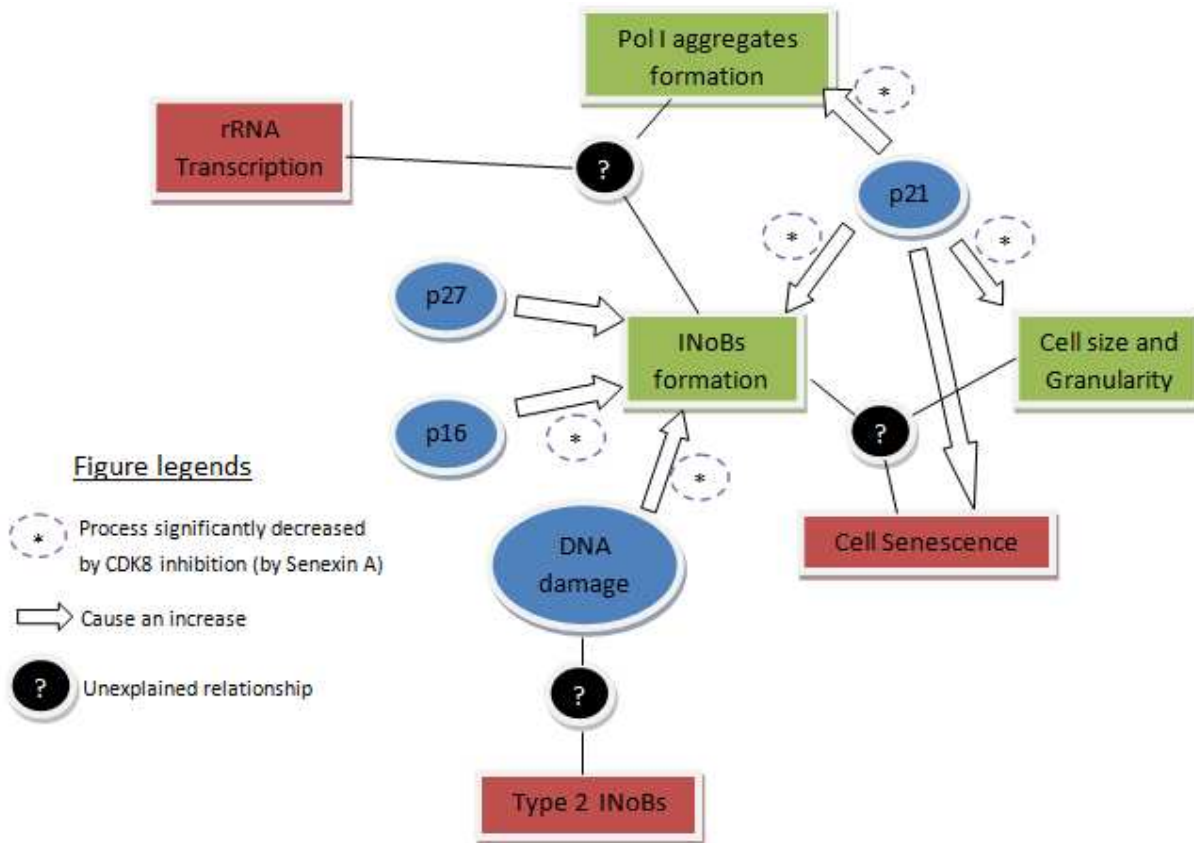 Pol I aggregates
formation
*
rRNA
Transcription
?
p21
*
*
p27
INoBs
formation
Cell size and
Granularity
p16
*
?
*
Figure legends
*
Process significantly decreased
by CDK8 inhibition (by Senexin A)
DNA
damage
Cell Senescence
Cause an increase
?
Unexplained relationship
?
Type 2 INoBs